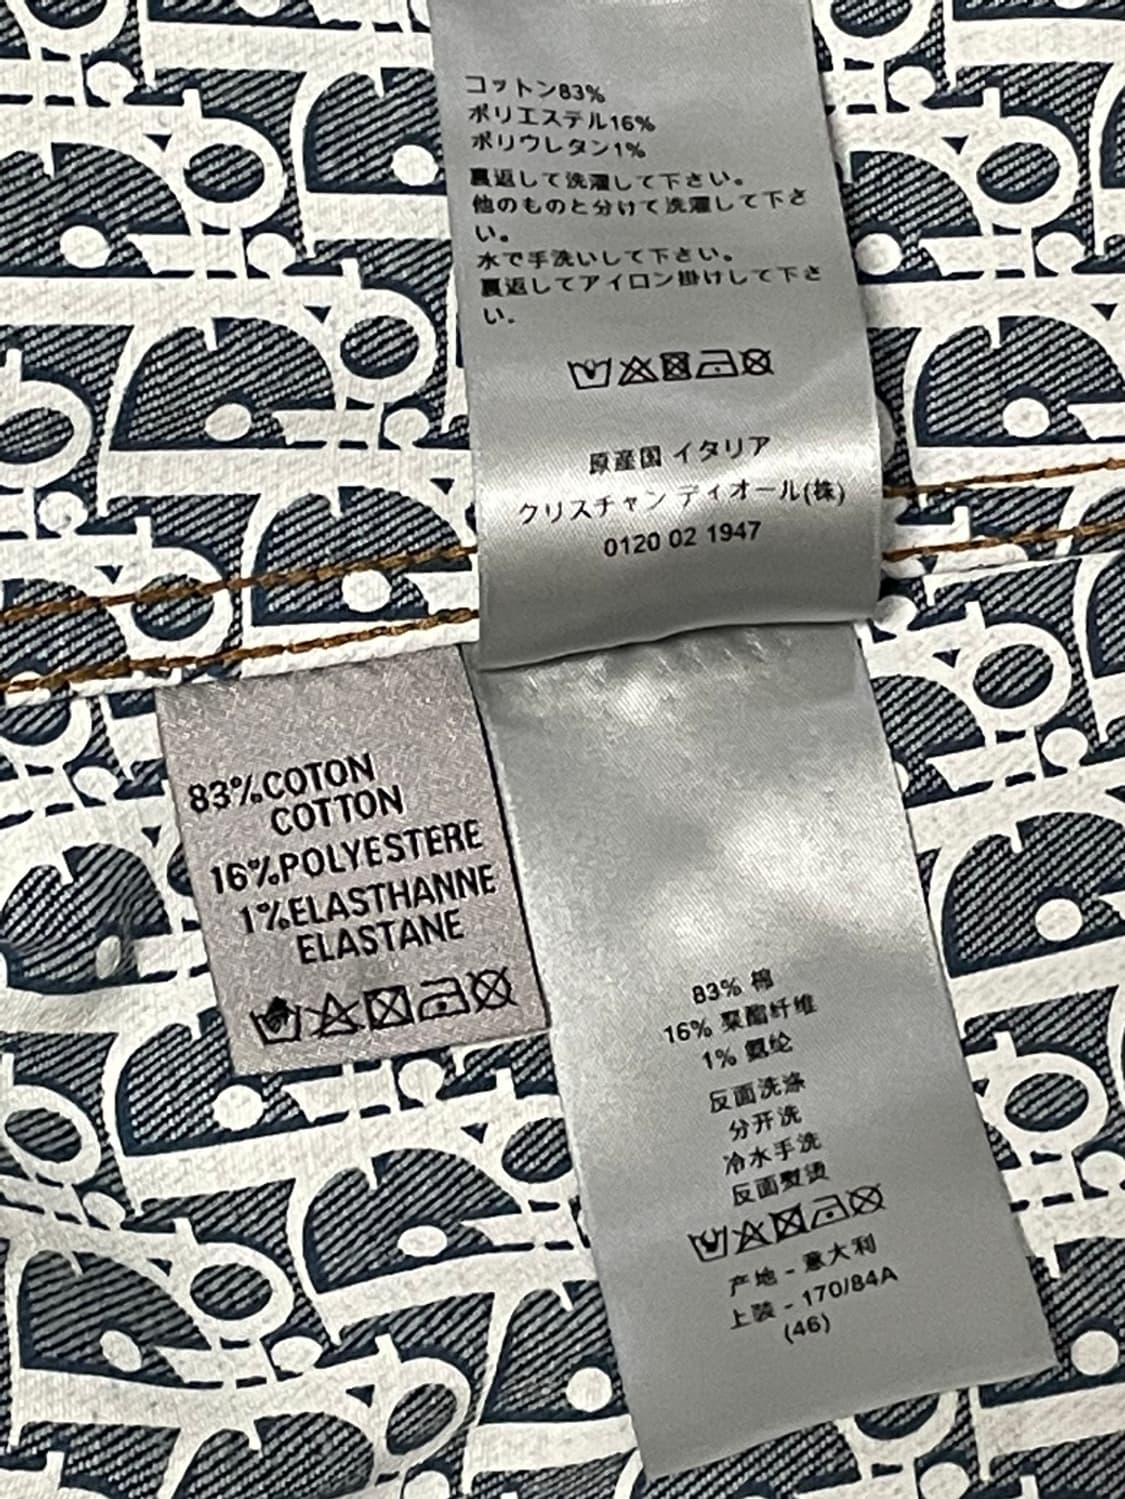 コットン83%
ポリエステル16%
ポリウレタン1%
裏返して洗濯して下さい。
他のものと分けて洗濯して下さ
い。
水で手洗いして下さい。
裏返してアイロン掛けして下さ
い。
原産国 イタリア
クリスチャン ディオール(株)
0120 02 1947
83%COTON
COTTON
16%POLYESTERE
1%ELASTHANNE
ELASTANE
83% 棉
16% 聚酯纤维
1% 氨纶
反面洗涤
分开洗
冷水手洗
反面熨烫
产地 - 意大利
上装 - 170/84A
(46)
Dior